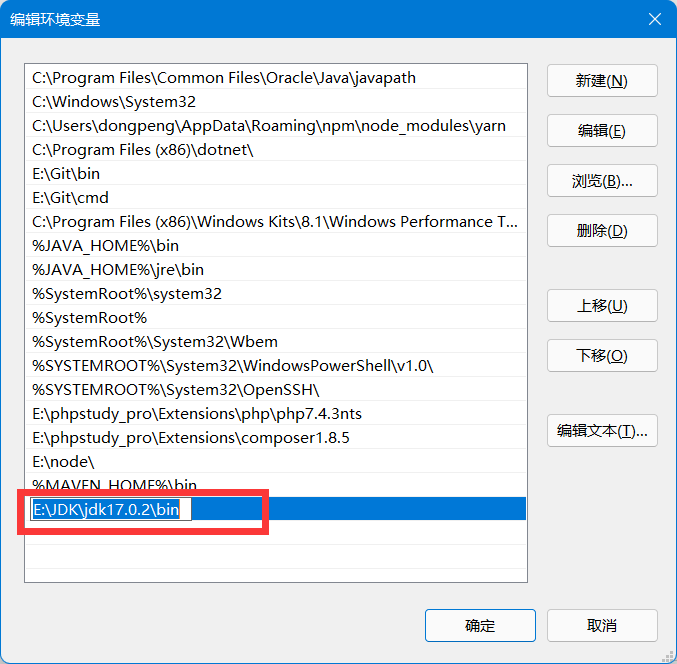 编辑环境变量
C:\Program Files\Common Files\Oracle\Java\javapath
C:\Windows\System32
C:\Users\dongpeng\AppData\Roaming\npm\node_modules\yarn
C:\Program Files (x86)\dotnet\
E:\Git\bin
E:\Git\cmd
C:\Program Files (x86)\Windows Kits\8.1\Windows Performance T...
%JAVA_HOME%\bin
%JAVA_HOME%\jre\bin
%SystemRoot%\system32
%SystemRoot%
%SystemRoot%\System32\Wbem
%SYSTEMROOT%\System32\WindowsPowerShell\v1.0\
%SYSTEMROOT%\System32\OpenSSH\
E:\phpstudy_pro\Extensions\php\php7.4.3nts
E:\phpstudy_pro\Extensions\composer1.8.5
E:\node\
%MAVEN_HOME%\bin
E:\JDK\jdk17.0.2\bin
新建(N)
编辑(E)
浏览(B)...
删除(D)
上移(U)
下移(O)
编辑文本(T)...
确定
取消